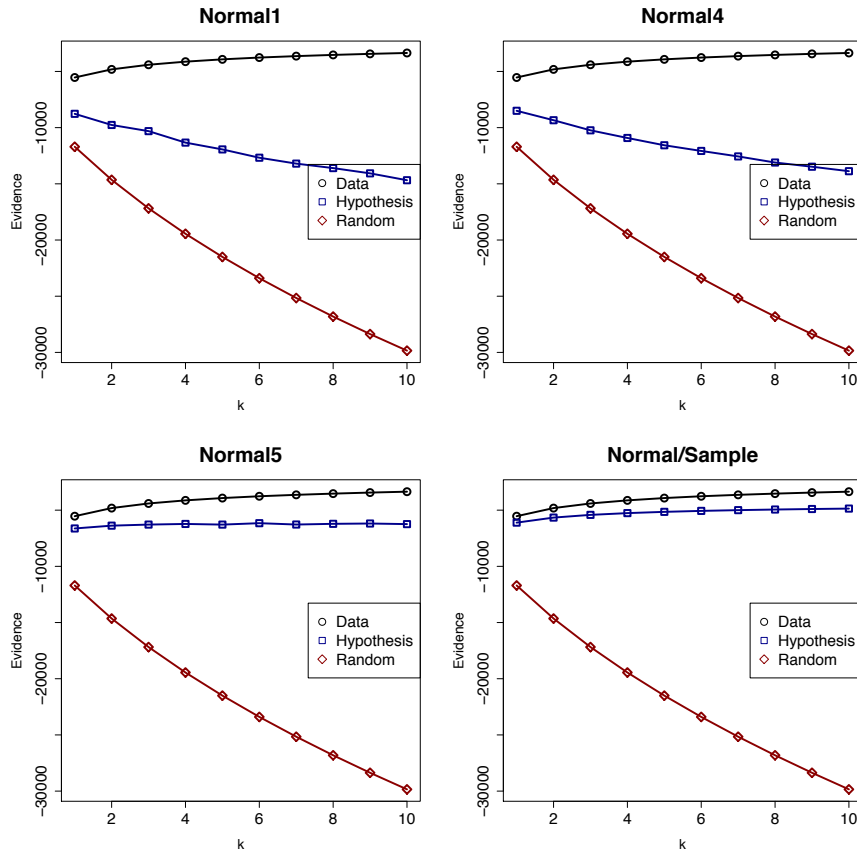 Normal1
Evidence
-10000
-20000
-30000
Data
Hypothesis
Random
2 4 6 8 10
k
Normal4
Evidence
-10000
-20000
-30000
Data
Hypothesis
Random
2 4 6 8 10
k
Normal5
Evidence
-10000
-20000
-30000
Data
Hypothesis
Random
2 4 6 8 10
k
Normal/Sample
Evidence
-10000
-20000
-30000
Data
Hypothesis
Random
2 4 6 8 10
k